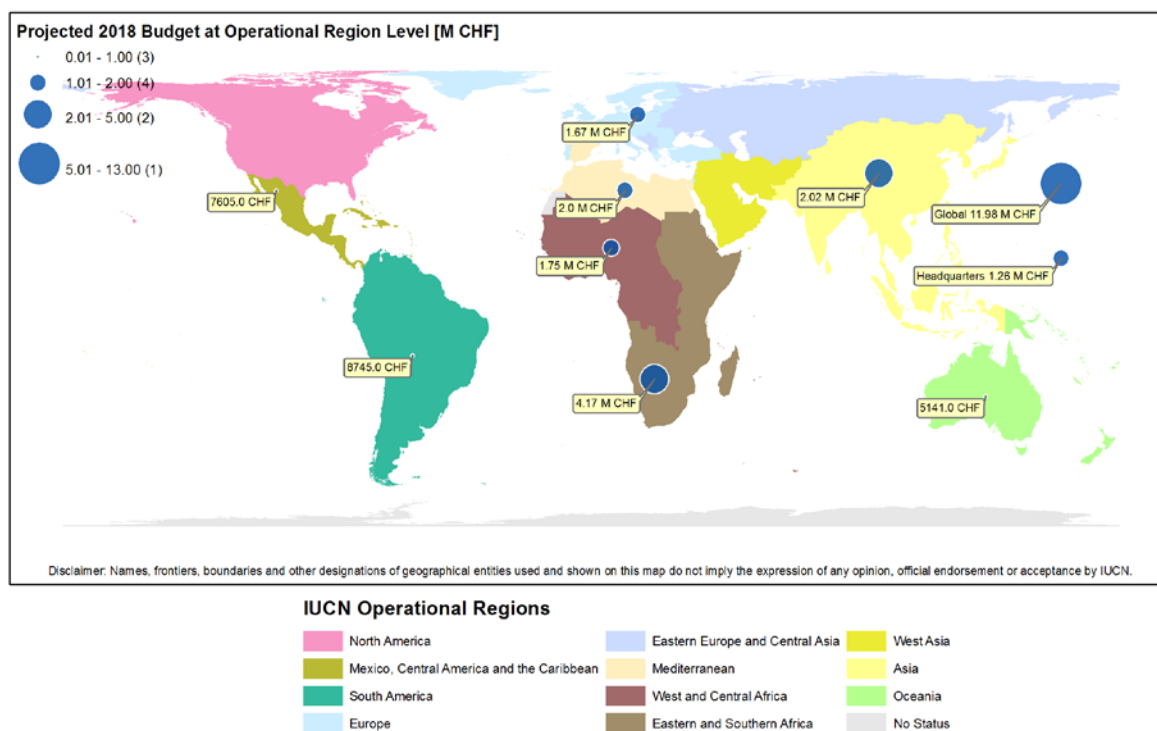 Projected 2018 Budget at Operational Region Level [M CHF]
0.01 - 1.00 (3)
1.01 - 2.00 (4)
2.01 - 5.00 (2)
5.01 - 13.00 (1)
1.67 M CHF
7605.0 CHF
2.0 M CHF
2.02 M CHF
Global 11.98 M CHF
1.75 M CHF
Headquarters 1.26 M CHF
8745.0 CHF
4.17 M CHF
5141.0 CHF
Disclaimer: Names, frontiers, boundaries and other designations of geographical entities used and shown on this map do not imply the expression of any opinion, official endorsement or acceptance by IUCN.
IUCN Operational Regions
North America
Mexico, Central America and the Caribbean
South America
Europe
Eastern Europe and Central Asia
Mediterranean
West and Central Africa
Eastern and Southern Africa
West Asia
Asia
Oceania
No Status